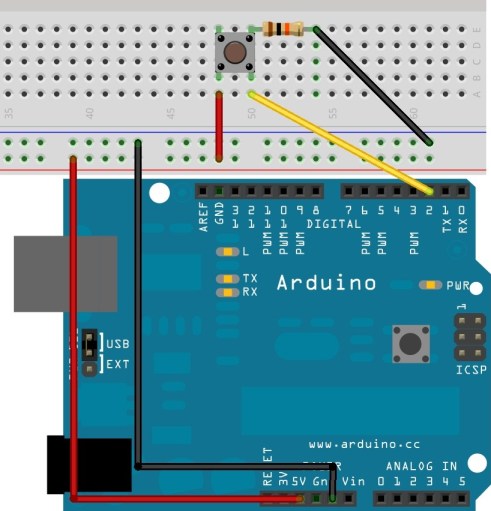 E
D
C
B
A
35 40 45 50 55 60
AREF GND 13 12 11 10 9 8 7 6 5 4 3 2 1 0
PWM PWM PWM PWM PWM PWM TX RX
DIGITAL
L
TX
RX
Arduino
PWR
1
USB
EXT
ICSP
www.arduino.cc
POWER ANALOG IN
RESET 3V 5V Gnd Vin 0 1 2 3 4 5